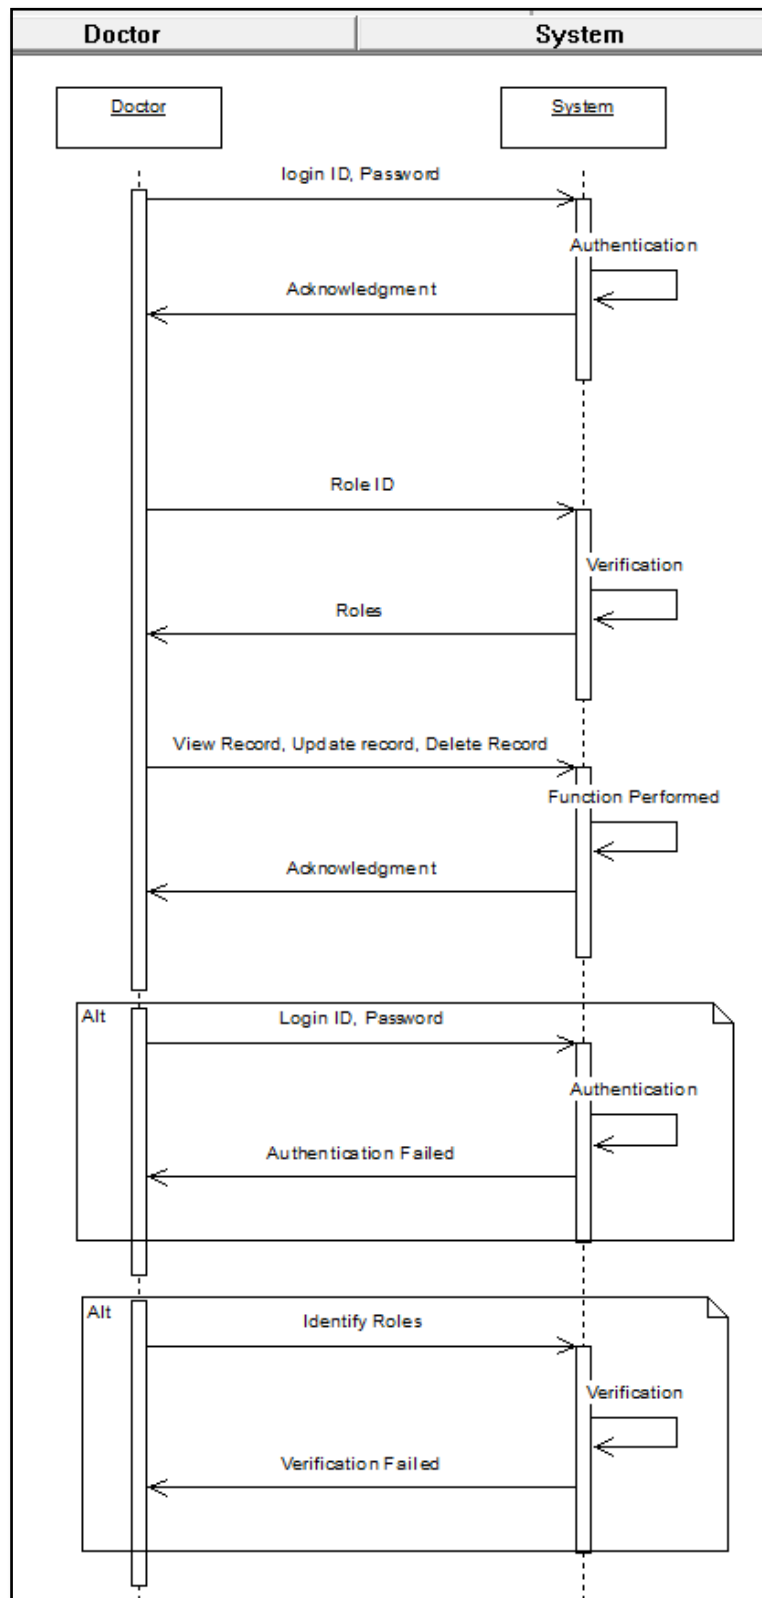 Doctor System
Doctor System
login ID, Password
Authentication
Acknowledgment
Role ID
Verification
Roles
View Record, Update record, Delete Record
Function Performed
Acknowledgment
Alt
Login ID, Password
Authentication
Authentication Failed
Alt
Identify Roles
Verification
Verification Failed